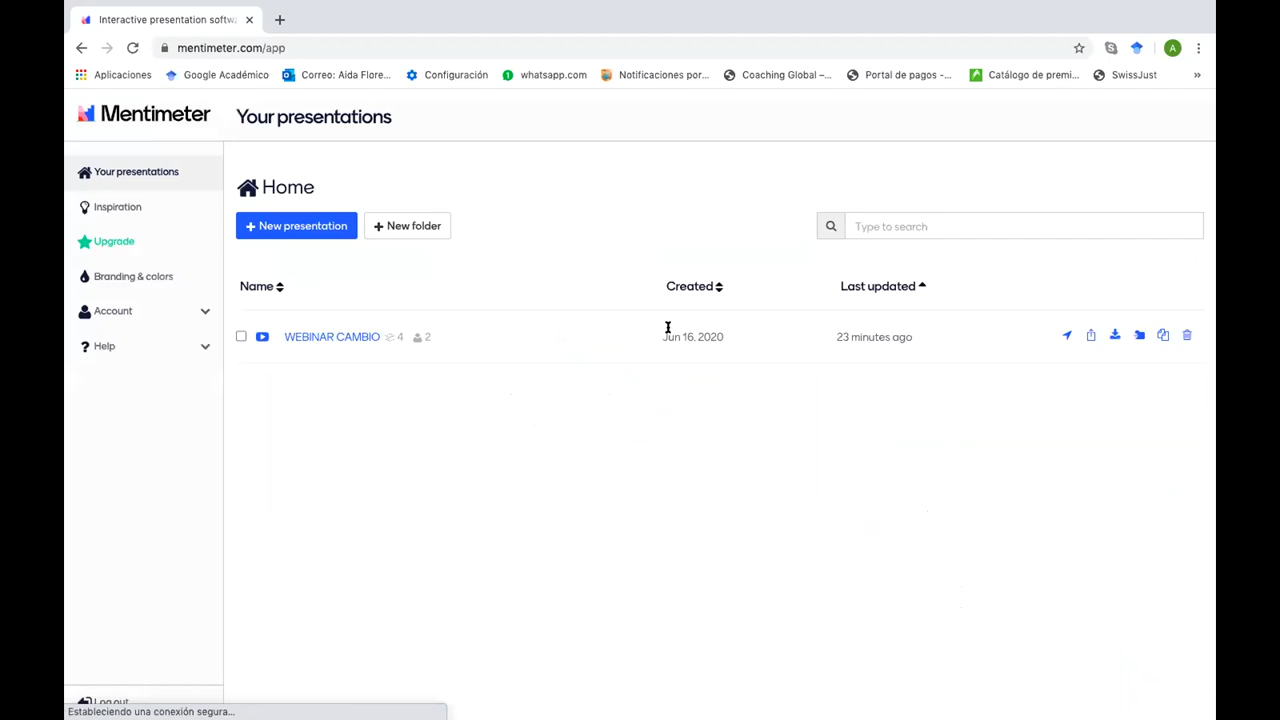 Interactive presentation softw
mentimeter.com/app
A
Aplicaciones Google Académico Correo: Aida Flore... Configuración whatsapp.com Notificaciones por... Coaching Global –... Portal de pagos -... Catálogo de premi... SwissJust »
Mentimeter Your presentations
Your presentations
Home
Inspiration
+ New presentation + New folder Type to search
Upgrade
Branding & colors
Name Created Last updated
Account
WEBINAR CAMBIO 4 2 Jun 16, 2020 23 minutes ago
? Help
Log out
Estableciendo una conexión segura...